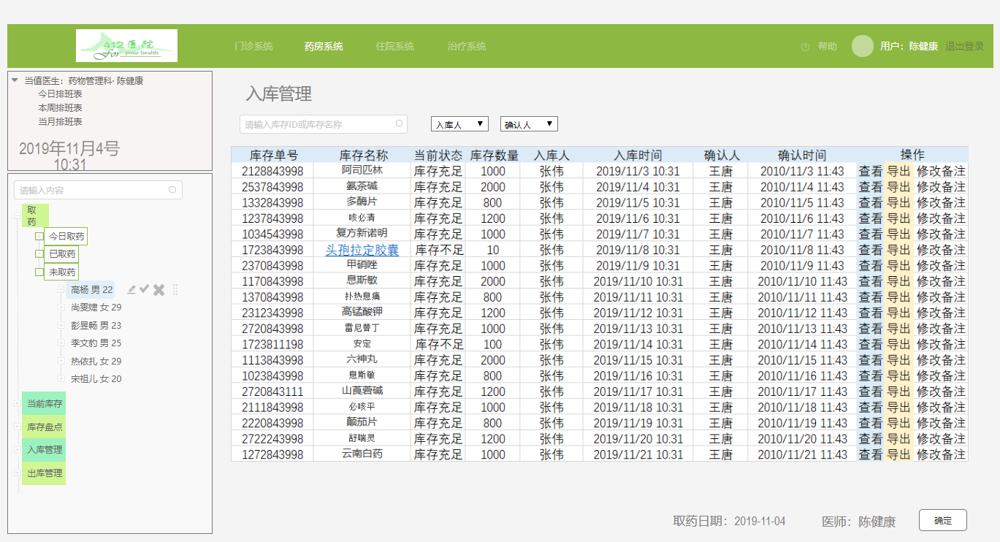 412 医院
For your health
门诊系统 药房系统 住院系统 治疗系统
帮助 用户：陈健康 退出登录
当值医生：药物管理科· 陈健康
今日排班表
本周排班表
当月排班表
2019年11月4号
10:31
请输入内容
取
药
今日取药
已取药
未取药
高杨 男 22
尚雯婕 女 29
彭昱畅 男 23
李文豹 男 25
热依扎 女 29
宋祖儿 女 20
当前库存
库存盘点
入库管理
出库管理
入库管理
请输入库存ID或库存名称 入库人 ▼ 确认人 ▼
库存单号 库存名称 当前状态 库存数量 入库人 入库时间 确认人 确认时间 操作
2128843998 阿司匹林 库存充足 1000 张伟 2019/11/3 10:31 王唐 2010/11/3 11:43 查看 导出 修改备注
2537843998 氨茶碱 库存充足 2000 张伟 2019/11/4 10:31 王唐 2010/11/4 11:43 查看 导出 修改备注
1332843998 多酶片 库存充足 800 张伟 2019/11/5 10:31 王唐 2010/11/5 11:43 查看 导出 修改备注
1237843998 咳必清 库存充足 1200 张伟 2019/11/6 10:31 王唐 2010/11/6 11:43 查看 导出 修改备注
1034543998 复方新诺明 库存充足 1000 张伟 2019/11/7 10:31 王唐 2010/11/7 11:43 查看 导出 修改备注
1723843998 头孢拉定胶囊 库存不足 10 张伟 2019/11/8 10:31 王唐 2010/11/8 11:43 查看 导出 修改备注
2370843998 甲硝唑 库存充足 1000 张伟 2019/11/9 10:31 王唐 2010/11/9 11:43 查看 导出 修改备注
1170843998 息斯敏 库存充足 2000 张伟 2019/11/10 10:31 王唐 2010/11/10 11:43 查看 导出 修改备注
1370843998 扑热息痛 库存充足 800 张伟 2019/11/11 10:31 王唐 2010/11/11 11:43 查看 导出 修改备注
2312343998 高锰酸钾 库存充足 1200 张伟 2019/11/12 10:31 王唐 2010/11/12 11:43 查看 导出 修改备注
2720843998 雷尼替丁 库存充足 1000 张伟 2019/11/13 10:31 王唐 2010/11/13 11:43 查看 导出 修改备注
1723811198 安定 库存不足 100 张伟 2019/11/14 10:31 王唐 2010/11/14 11:43 查看 导出 修改备注
1113843998 六神丸 库存充足 2000 张伟 2019/11/15 10:31 王唐 2010/11/15 11:43 查看 导出 修改备注
1023843998 息斯敏 库存充足 800 张伟 2019/11/16 10:31 王唐 2010/11/16 11:43 查看 导出 修改备注
2720843111 山莨菪碱 库存充足 1200 张伟 2019/11/17 10:31 王唐 2010/11/17 11:43 查看 导出 修改备注
2111843998 必咳平 库存充足 1000 张伟 2019/11/18 10:31 王唐 2010/11/18 11:43 查看 导出 修改备注
2220843998 颠茄片 库存充足 800 张伟 2019/11/19 10:31 王唐 2010/11/19 11:43 查看 导出 修改备注
2722243998 舒喘灵 库存充足 1200 张伟 2019/11/20 10:31 王唐 2010/11/20 11:43 查看 导出 修改备注
1272843998 云南白药 库存充足 1000 张伟 2019/11/21 10:31 王唐 2010/11/21 11:43 查看 导出 修改备注
取药日期：2019-11-04 医师：陈健康 确定